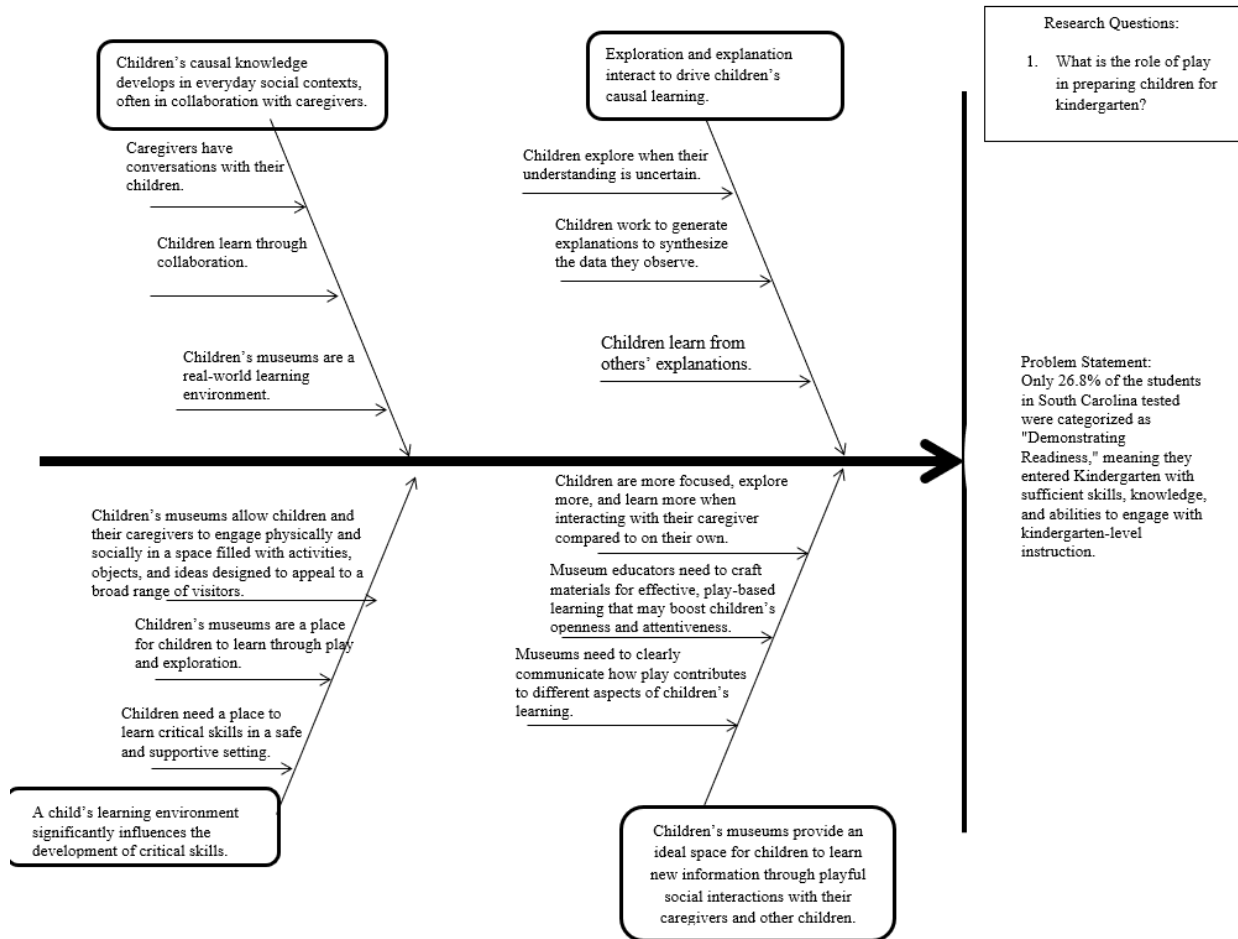 Children's causal knowledge
develops in everyday social contexts,
often in collaboration with caregivers.
Caregivers have
conversations with their
children.
Children learn through
collaboration.
Children's museums are a
real-world learning
environment.
Exploration and explanation
interact to drive children's
causal learning.
Children explore when their
understanding is uncertain.
Children work to generate
explanations to synthesize
the data they observe.
Children learn from
others' explanations.
Research Questions:
1. What is the role of play
in preparing children for
kindergarten?
Problem Statement:
Only 26.8% of the students
in South Carolina tested
were categorized as
"Demonstrating
Readiness," meaning they
entered Kindergarten with
sufficient skills, knowledge,
and abilities to engage with
kindergarten-level
instruction.
Children's museums allow children and
their caregivers to engage physically and
socially in a space filled with activities,
objects, and ideas designed to appeal to a
broad range of visitors.
Children's museums are a place
for children to learn through play
and exploration.
Children need a place to
learn critical skills in a safe
and supportive setting.
A child's learning environment
significantly influences the
development of critical skills.
Children are more focused, explore
more, and learn more when
interacting with their caregiver
compared to on their own.
Museum educators need to craft
materials for effective, play-based
learning that may boost children's
openness and attentiveness.
Museums need to clearly
communicate how play contributes
to different aspects of children's
learning.
Children's museums provide an
ideal space for children to learn
new information through playful
social interactions with their
caregivers and other children.